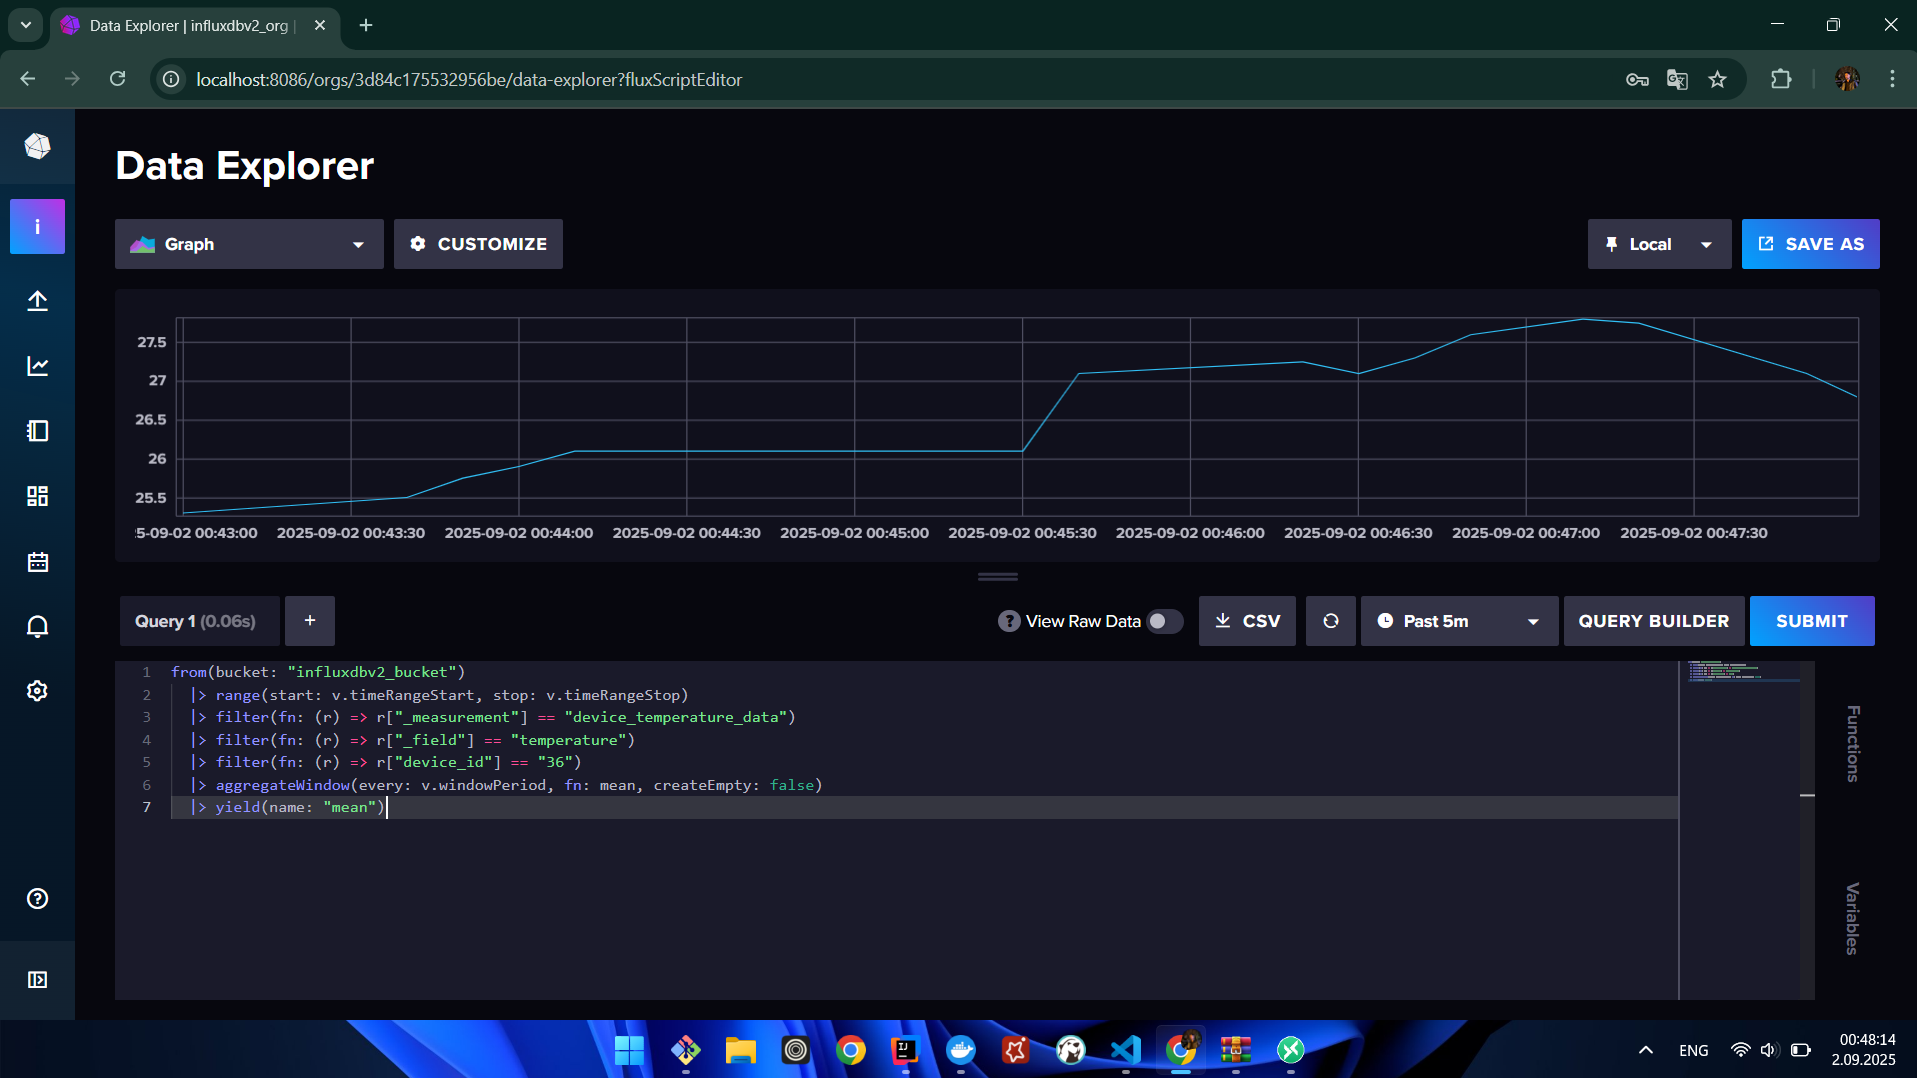 Data Explorer | influxdbv2_org |
localhost:8086/orgs/3d84c175532956be/data-explorer?fluxScriptEditor
i
Data Explorer
Graph
CUSTOMIZE
Local
SAVE AS
27.5
27
26.5
26
25.5
5-09-02 00:43:00 2025-09-02 00:43:30 2025-09-02 00:44:00 2025-09-02 00:44:30 2025-09-02 00:45:00 2025-09-02 00:45:30 2025-09-02 00:46:00 2025-09-02 00:46:30 2025-09-02 00:47:00 2025-09-02 00:47:30
Query 1 (0.06s)
+
? View Raw Data
CSV
Past 5m
QUERY BUILDER
SUBMIT
1 from(bucket: "influxdbv2_bucket")
2 |> range(start: v.timeRangeStart, stop: v.timeRangeStop)
3 |> filter(fn: (r) => r["_measurement"] == "device_temperature_data")
4 |> filter(fn: (r) => r["_field"] == "temperature")
5 |> filter(fn: (r) => r["device_id"] == "36")
6 |> aggregateWindow(every: v.windowPeriod, fn: mean, createEmpty: false)
7 |> yield(name: "mean")
Functions
Variables
IJ
ENG
00:48:14
2.09.2025